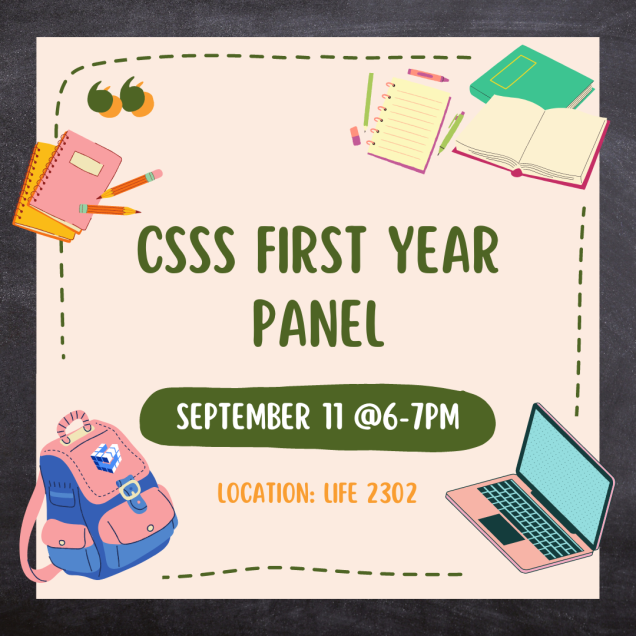 CSSS FIRST YEAR
PANEL
SEPTEMBER 11 @6-7PM
LOCATION: LIFE 2302